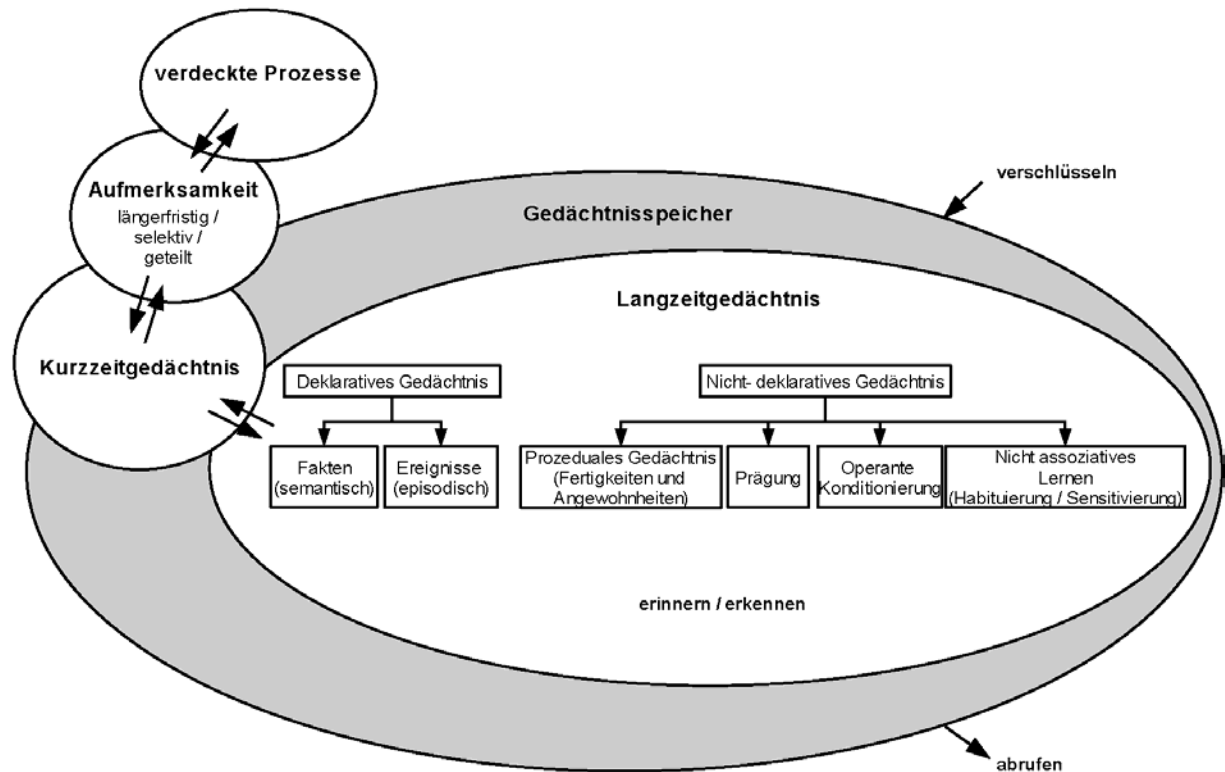 verdeckte Prozesse
Aufmerksamkeit
längerfristig /
selektiv /
geteilt
verschlüsseln
Gedächtnisspeicher
Langzeitgedächtnis
Kurzzeitgedächtnis
Deklaratives Gedächtnis
Nicht- deklaratives Gedächtnis
Fakten
(semantisch)
Ereignisse
(episodisch)
Prozeduales Gedächtnis
(Fertigkeiten und
Angewohnheiten)
Prägung
Operante
Konditionierung
Nicht assoziatives
Lernen
(Habituierung / Sensitivierung)
erinnern / erkennen
abrufen